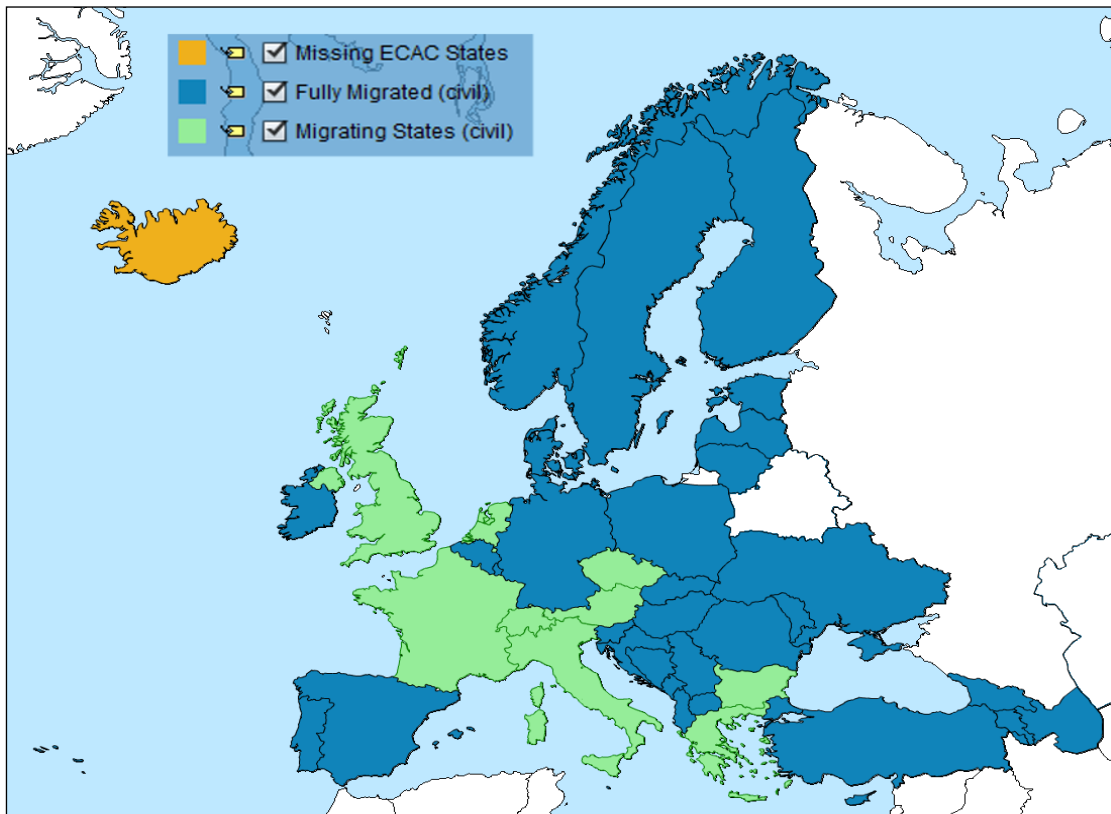 Missing ECAC States
Fully Migrated (civil)
Migrating States (civil)